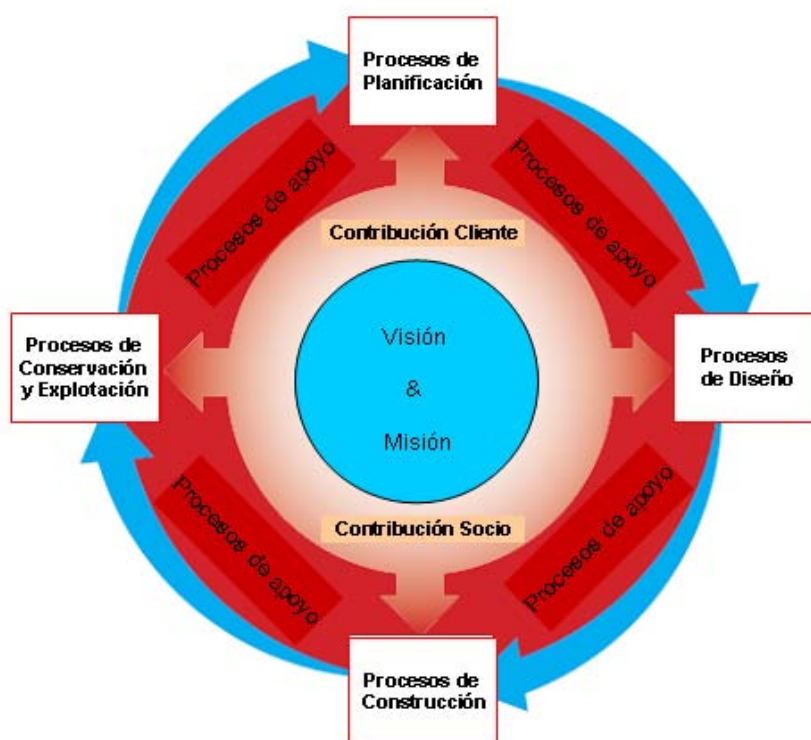 Procesos de
Planificación
Procesos de apoyo
Procesos de apoyo
Contribución Cliente
Procesos de
Conservación
y Explotación
Visión
&
Misión
Procesos
de Diseño
Contribución Socio
Procesos de apoyo
Procesos de apoyo
Procesos de
Construcción